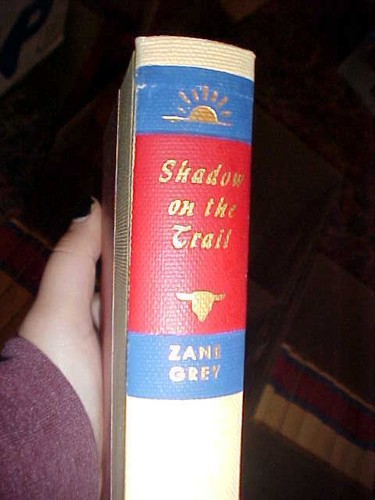 Shadow
on the
Trail
ZANE
GREY